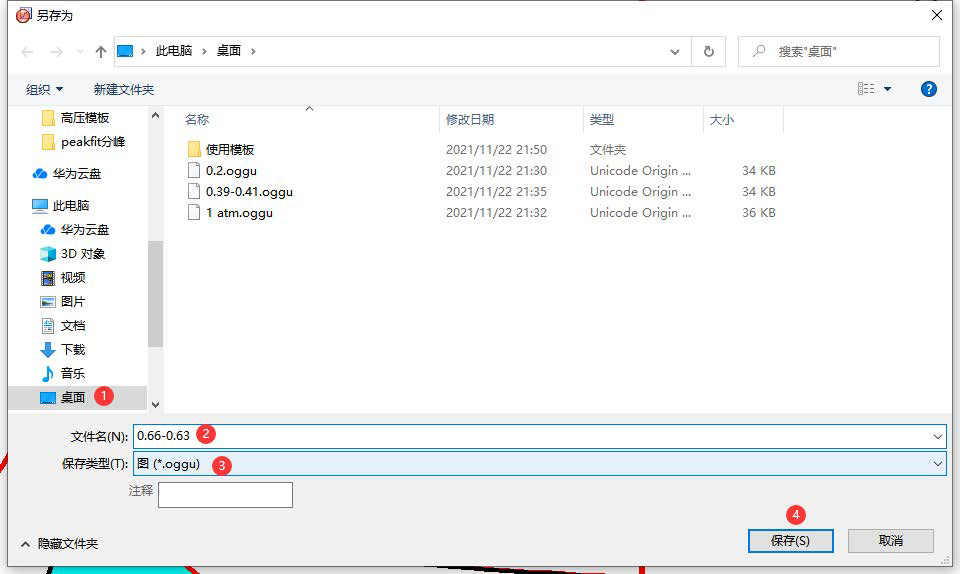 另存为
此电脑 › 桌面 ›
搜索"桌面"
组织
新建文件夹
?
高压模板
peakfit分峰
华为云盘
此电脑
华为云盘
3D 对象
视频
图片
文档
下载
音乐
桌面 1
名称 修改日期 类型 大小
使用模板 2021/11/22 21:50 文件夹
0.2.oggu 2021/11/22 21:30 Unicode Origin ... 34 KB
0.39-0.41.oggu 2021/11/22 21:35 Unicode Origin ... 34 KB
1 atm.oggu 2021/11/22 21:32 Unicode Origin ... 36 KB
文件名(N): 0.66-0.63 2
保存类型(T): 图 (*.oggu) 3
注释
4
隐藏文件夹
保存(S)
取消